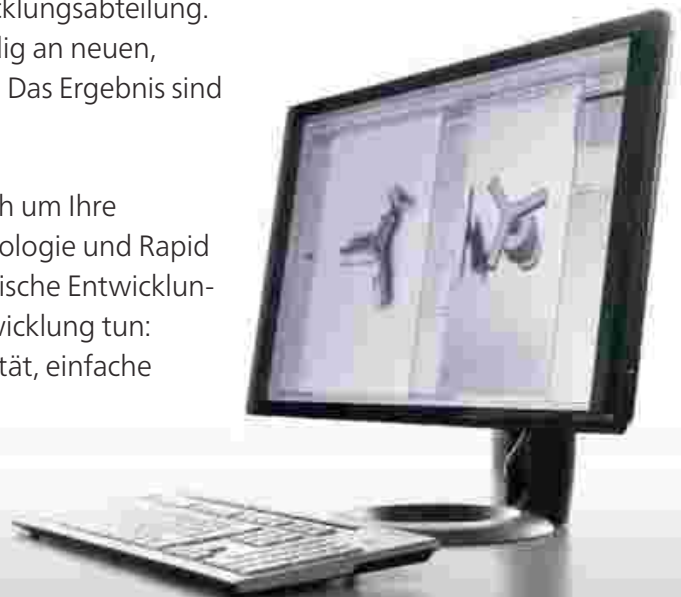 cklungsabteilung.
lig an neuen,
Das Ergebnis sind
h um Ihre
ologie und Rapid
ische Entwicklun-
wicklung tun:
tät, einfache